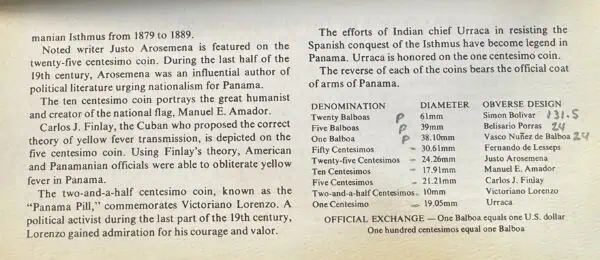 manian Isthmus from 1879 to 1889.
Noted writer Justo Arosemena is featured on the
twenty-five centesimo coin. During the last half of the
19th century, Arosemena was an influential author of
political literature urging nationalism for Panama.
The ten centesimo coin portrays the great humanist
and creator of the national flag, Manuel E. Amador.
Carlos J. Finlay, the Cuban who proposed the correct
theory of yellow fever transmission, is depicted on the
five centesimo coin. Using Finlay's theory, American
and Panamanian officials were able to obliterate yellow
fever in Panama.
The two-and-a-half centesimo coin, known as the
"Panama Pill," commemorates Victoriano Lorenzo. A
political activist during the last part of the 19th century,
Lorenzo gained admiration for his courage and valor.
The efforts of Indian chief Urraca in resisting the
Spanish conquest of the Isthmus have become legend in
Panama. Urraca is honored on the one centesimo coin.
The reverse of each of the coins bears the official coat
of arms of Panama.
DENOMINATION DIAMETER OBVERSE DESIGN
Twenty Balboas P 61mm Simon Bolivar 131.5
Five Balboas P 39mm Belisario Porras 24
One Balboa P 38.10mm Vasco Nuñez de Balboa 24
Fifty Centesimos - 30.61mm Fernando de Lesseps
Twenty-five Centesimos - 24.26mm Justo Arosemena
Ten Centesimos - 17.91mm Manuel E. Amador
Five Centesimos - 21.21mm Carlos J. Finlay
Two-and-a-half Centesimos - 10mm Victoriano Lorenzo
One Centesimo - 19.05mm Urraca
OFFICIAL EXCHANGE — One Balboa equals one U.S. dollar
One hundred centesimos equal one Balboa